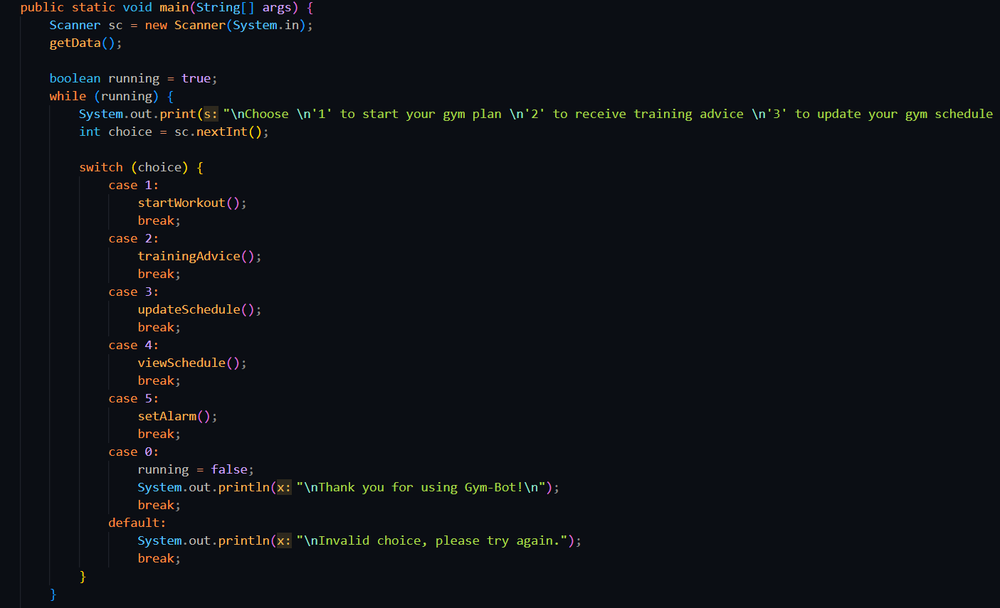 public static void main(String[] args) {
    Scanner sc = new Scanner(System.in);
    getData();

    boolean running = true;
    while (running) {
        System.out.print(s: "\nChoose \n'1' to start your gym plan \n'2' to receive training advice \n'3' to update your gym schedule
        int choice = sc.nextInt();

        switch (choice) {
            case 1:
                startWorkout();
                break;
            case 2:
                trainingAdvice();
                break;
            case 3:
                updateSchedule();
                break;
            case 4:
                viewSchedule();
                break;
            case 5:
                setAlarm();
                break;
            case 0:
                running = false;
                System.out.println(x: "\nThank you for using Gym-Bot!\n");
                break;
            default:
                System.out.println(x: "\nInvalid choice, please try again.");
                break;
        }
    }